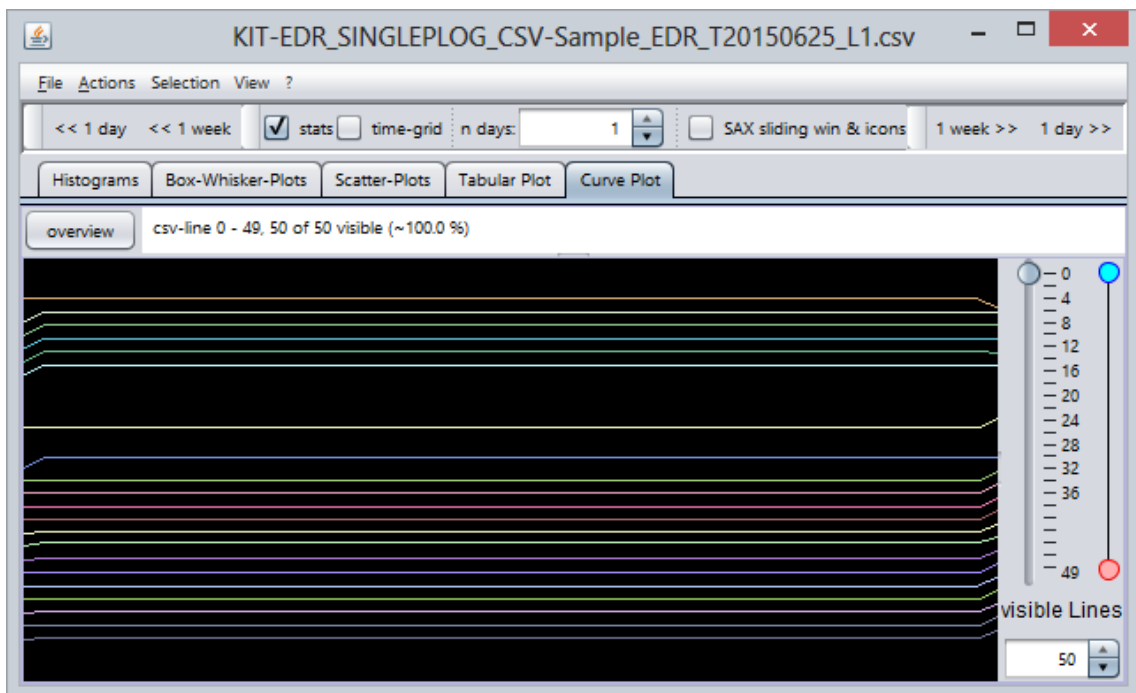 KIT-EDR_SINGLEPLOG_CSV-Sample_EDR_T20150625_L1.csv
File Actions Selection View ?
<< 1 day << 1 week stats time-grid n days: 1 SAX sliding win & icons 1 week >> 1 day >>
Histograms Box-Whisker-Plots Scatter-Plots Tabular Plot Curve Plot
overview csv-line 0 - 49, 50 of 50 visible (~100.0 %)
0
4
8
12
16
20
24
28
32
36
49
visible Lines
50